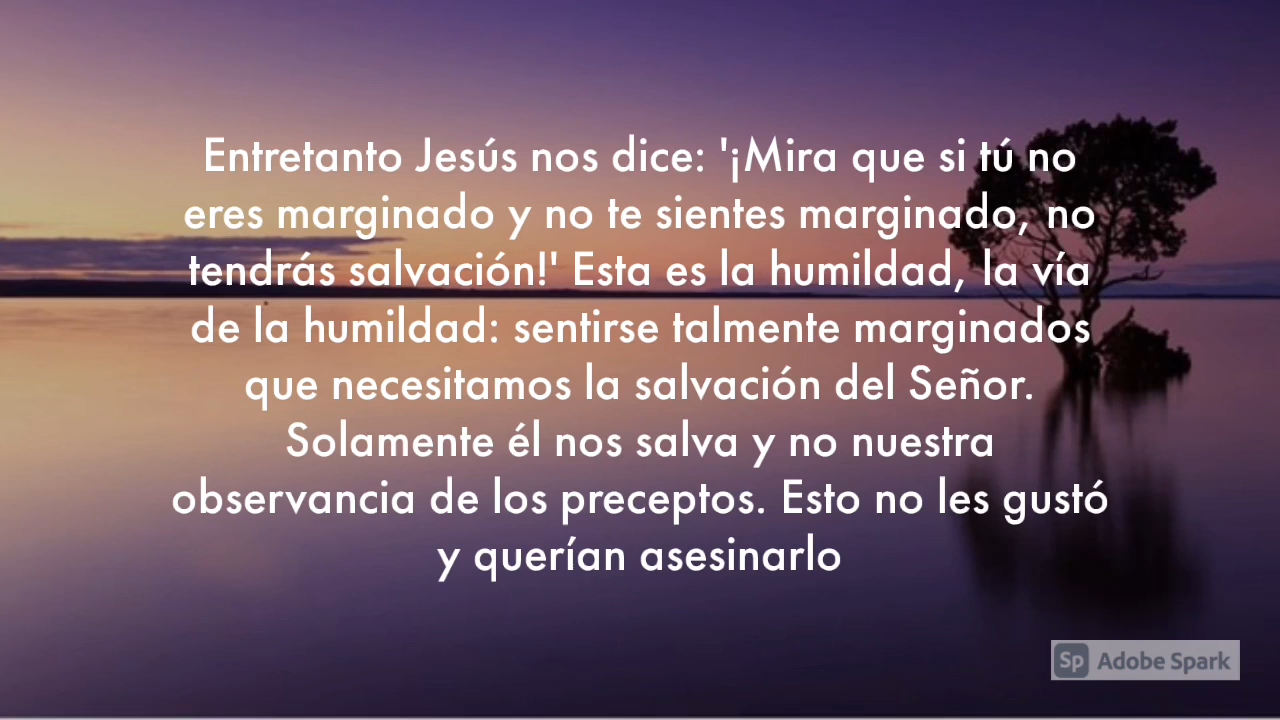 Entretanto Jesús nos dice: '¡Mira que si tú no
eres marginado y no te sientes marginado, no
tendrás salvación!' Esta es la humildad, la vía
de la humildad: sentirse talmente marginados
que necesitamos la salvación del Señor.
Solamente él nos salva y no nuestra
observancia de los preceptos. Esto no les gustó
y querían asesinarlo
Sp Adobe Spark